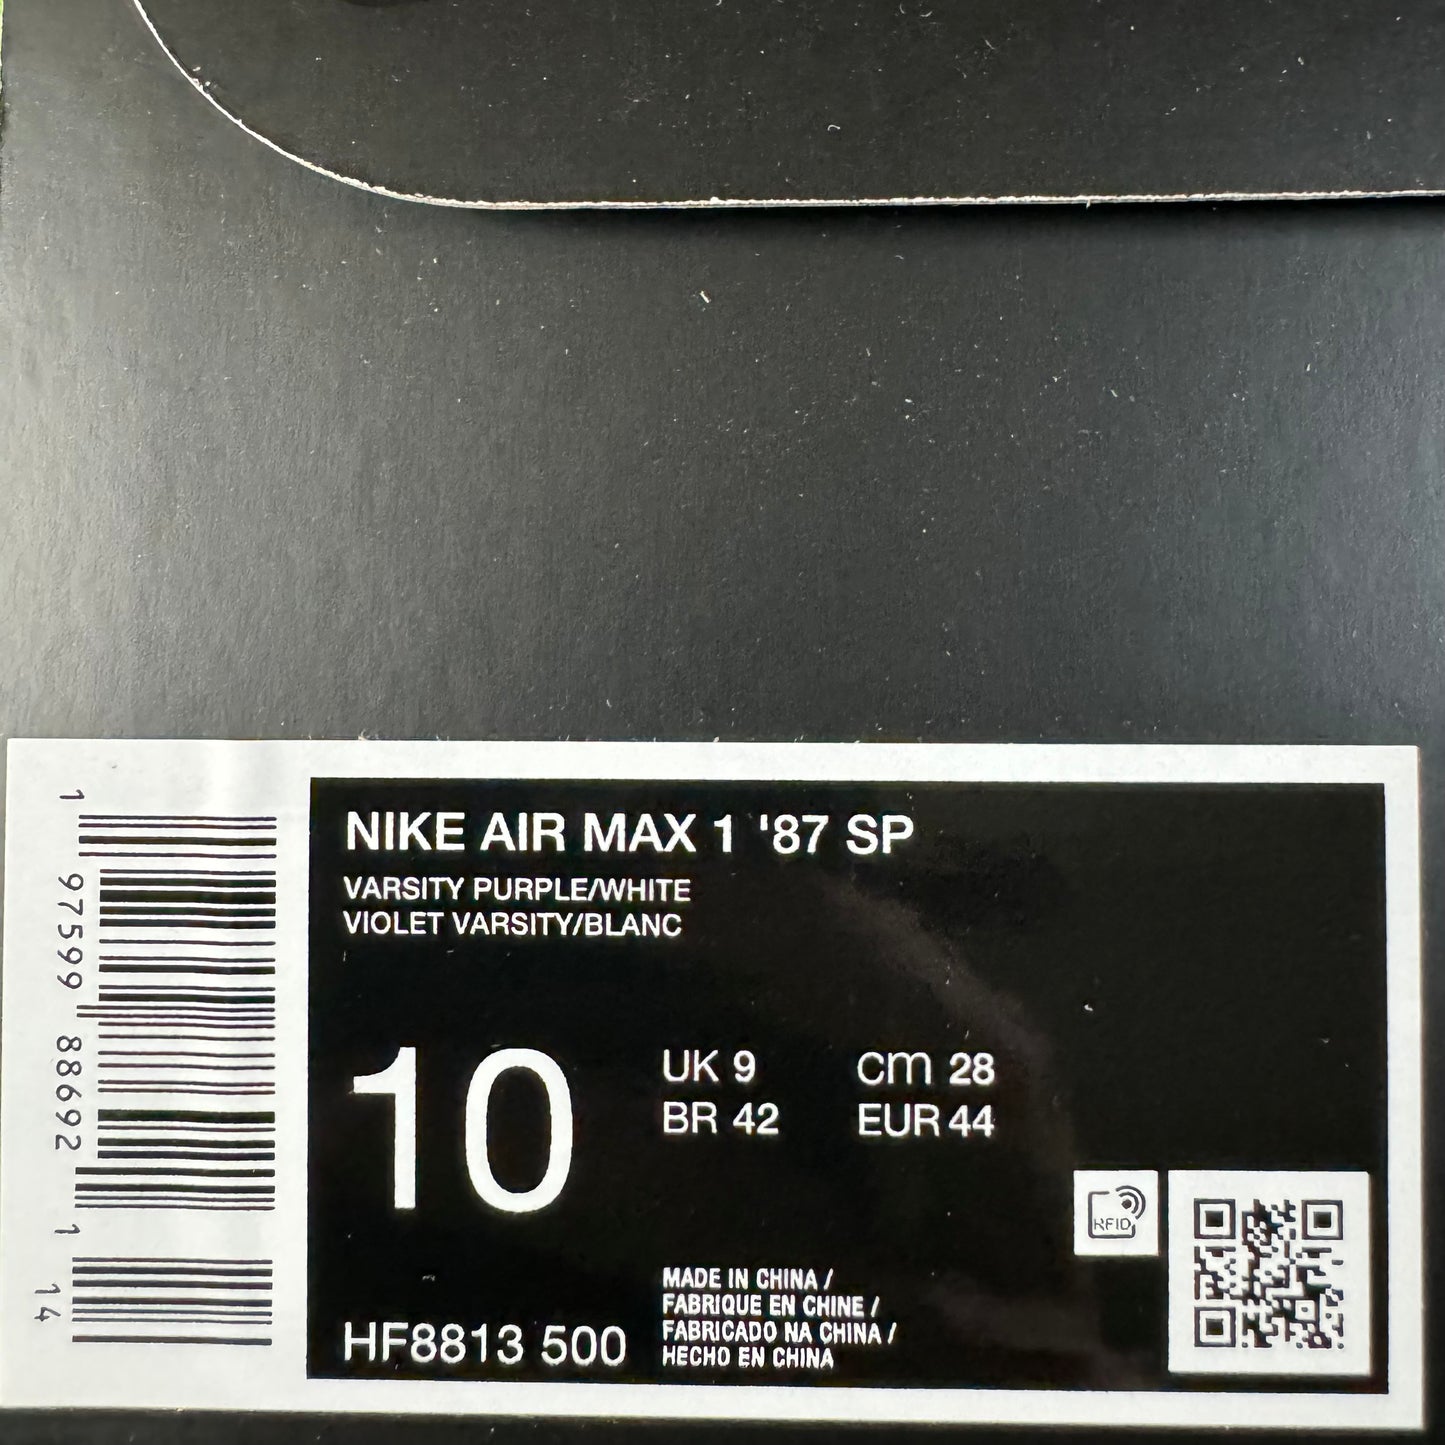 NIKE AIR MAX 1 '87 SP
VARSITY PURPLE/WHITE
VIOLET VARSITY/BLANC
10
UK 9
CM 28
BR 42
EUR 44
HF8813 500
MADE IN CHINA /
FABRIQUE EN CHINE /
FABRICADO NA CHINA /
HECHO EN CHINA
RFID
1 97599 88692 1 14